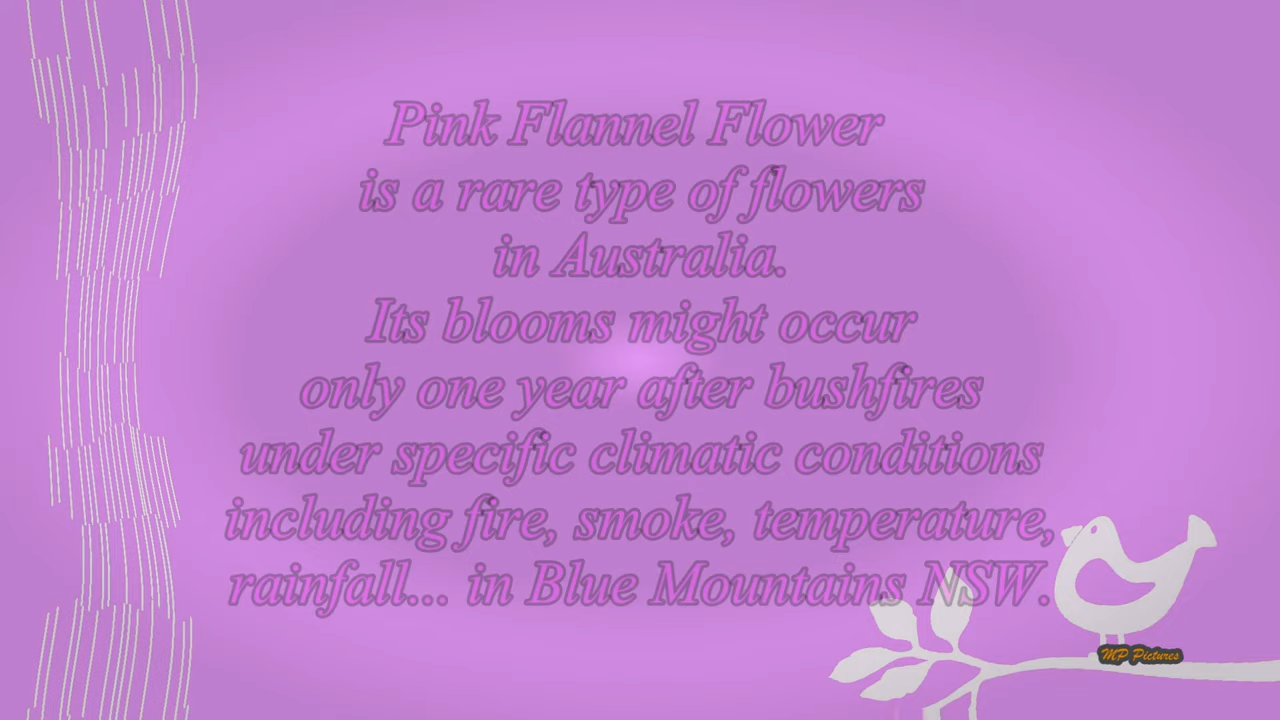 Pink Flannel Flower
is a rare type of flowers
in Australia.
Its blooms might occur
only one year after bushfires
under specific climatic conditions
including fire, smoke, temperature,
rainfall... in Blue Mountains NSW.
MP Pictures